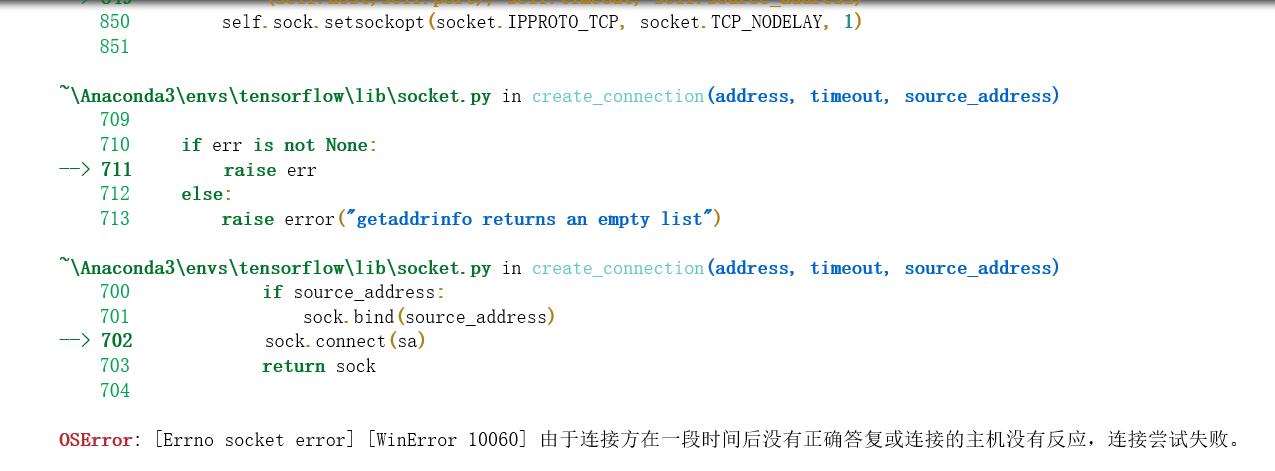 850 self.sock.setsockopt(socket.IPPROTO_TCP, socket.TCP_NODELAY, 1)
851
~\Anaconda3\envs\tensorflow\lib\socket.py in create_connection(address, timeout, source_address)
709
710 if err is not None:
--> 711 raise err
712 else:
713 raise error("getaddrinfo returns an empty list")
~\Anaconda3\envs\tensorflow\lib\socket.py in create_connection(address, timeout, source_address)
700 if source_address:
701 sock.bind(source_address)
--> 702 sock.connect(sa)
703 return sock
704
OSError: [Errno socket error] [WinError 10060] 由于连接方在一段时间后没有正确答复或连接的主机没有反应，连接尝试失败。